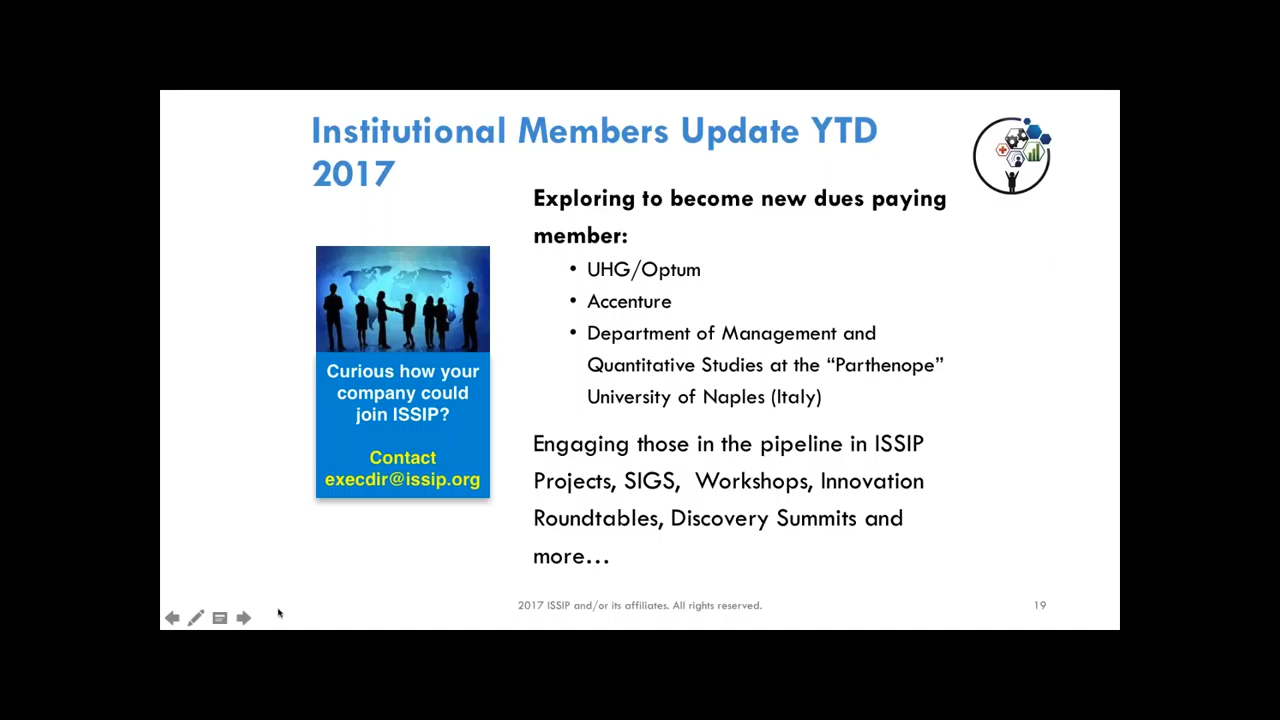 Institutional Members Update YTD
2017
Exploring to become new dues paying
member:
• UHG/Optum
• Accenture
• Department of Management and
Quantitative Studies at the “Parthenope”
University of Naples (Italy)
Engaging those in the pipeline in ISSIP
Projects, SIGS, Workshops, Innovation
Roundtables, Discovery Summits and
more…
Curious how your
company could
join ISSIP?
Contact
execdir@issip.org
2017 ISSIP and/or its affiliates. All rights reserved.
19